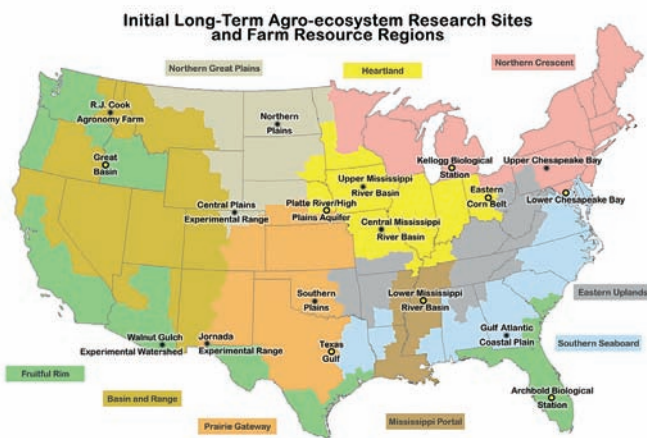 Initial Long-Term Agro-ecosystem Research Sites
and Farm Resource Regions
Northern Great Plains
Heartland
Northern Crescent
R.J. Cook
Agronomy Farm
Northern
Plains
Great
Basin
Kellogg Biological
Station
Upper Chesapeake Bay
Upper Mississippi
River Basin
Eastern
Corn Belt
Lower Chesapeake Bay
Central Plains
Experimental Range
Platte River/High
Plains Aquifer
Central Mississippi
River Basin
Eastern Uplands
Southern
Plains
Lower Mississippi
River Basin
Walnut Gulch
Experimental Watershed
Jornada
Experimental Range
Texas
Gulf
Gulf Atlantic
Coastal Plain
Southern Seaboard
Fruitful Rim
Basin and Range
Prairie Gateway
Mississippi Portal
Archbold Biological
Station